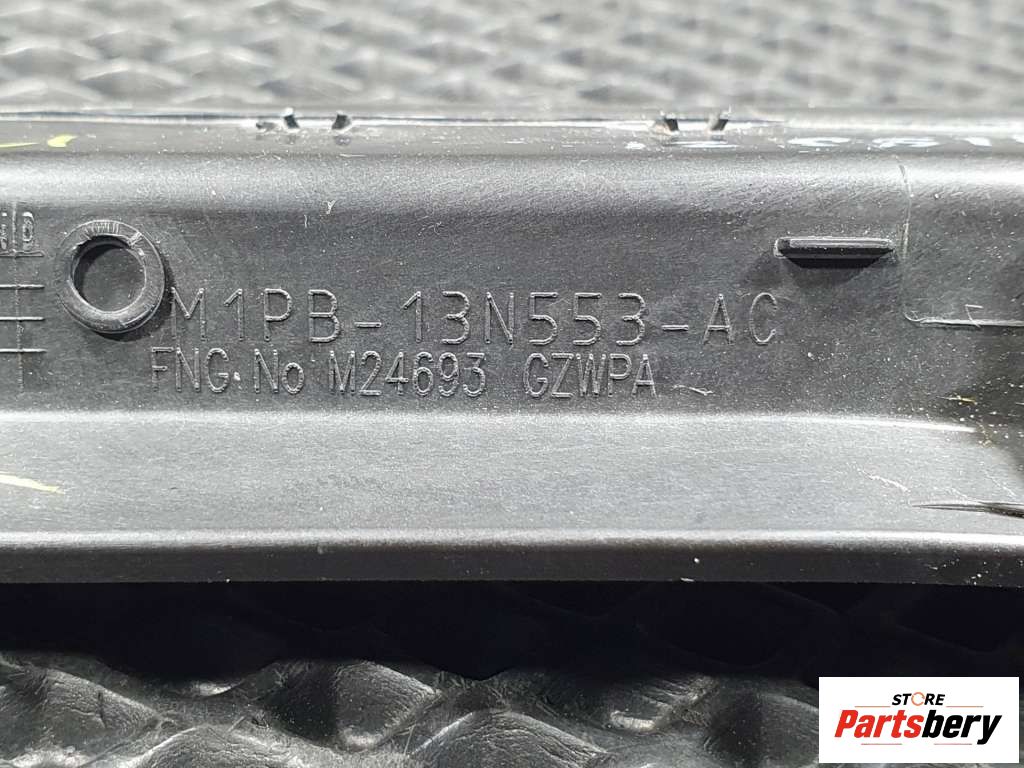 M1PB-13N553-AC
FNG.No M24693 GZWPA
STORE
Partsbery